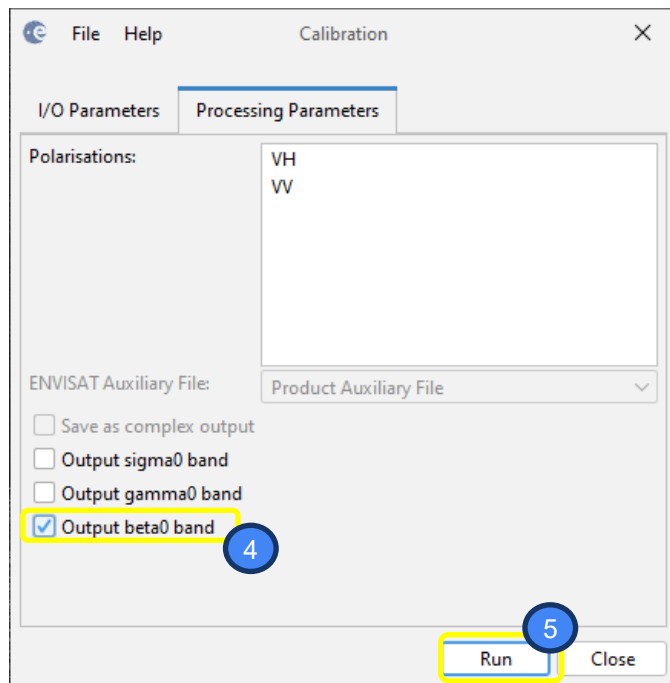 File Help Calibration
I/O Parameters Processing Parameters
Polarisations:
VH
VV
ENVISAT Auxiliary File: Product Auxiliary File
Save as complex output
Output sigma0 band
Output gamma0 band
Output beta0 band
4
5
Run Close